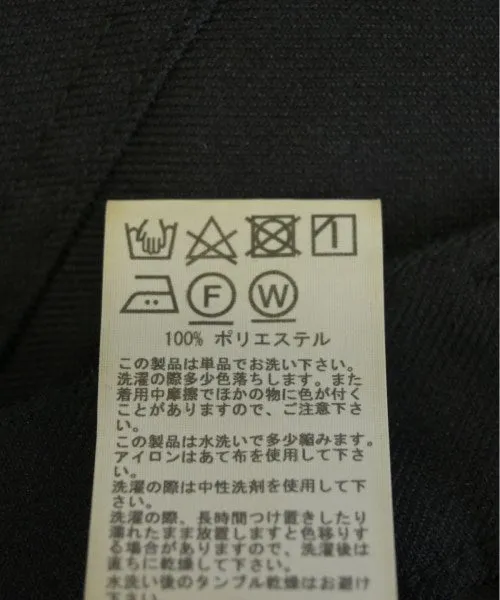 F W
100% ポリエステル
この製品は単品でお洗い下さい。
洗濯の際多少色落ちします。また
着用中摩擦でほかの物に色が付く
ことがありますので、ご注意下さ
い。
この製品は水洗いで多少縮みます。
アイロンはあて布を使用して下さ
い。
洗濯の際は中性洗剤を使用して下
さい。
洗濯の際、長時間つけ置きしたり
濡れたまま放置しますと色移りす
る場合がありますので、洗濯後は
直ちに乾燥して下さい。
水洗い後のタンブル乾燥はお避け
下さい。